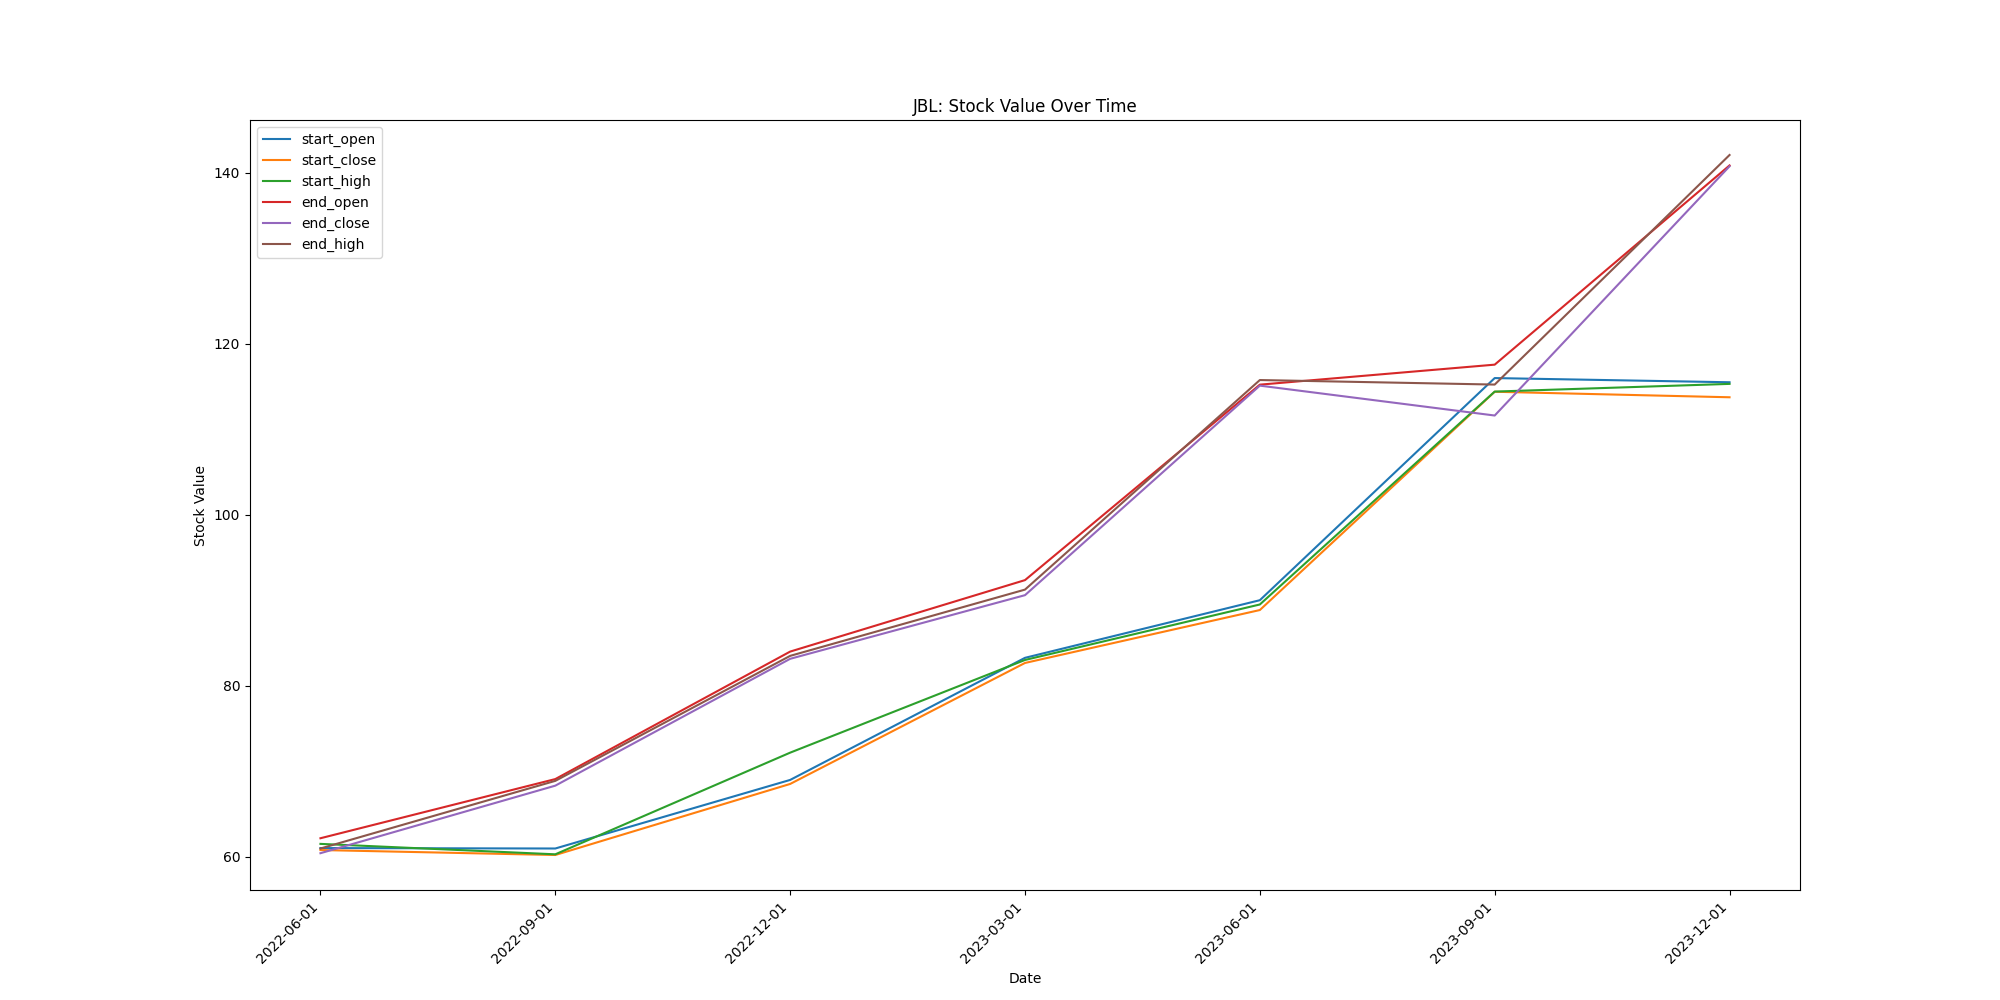 JBL: Stock Value Over Time
start_open
start_close
start_high
end_open
end_close
end_high
140
120
100
80
60
Stock Value
2022-06-01
2022-09-01
2022-12-01
2023-03-01
2023-06-01
2023-09-01
2023-12-01
Date